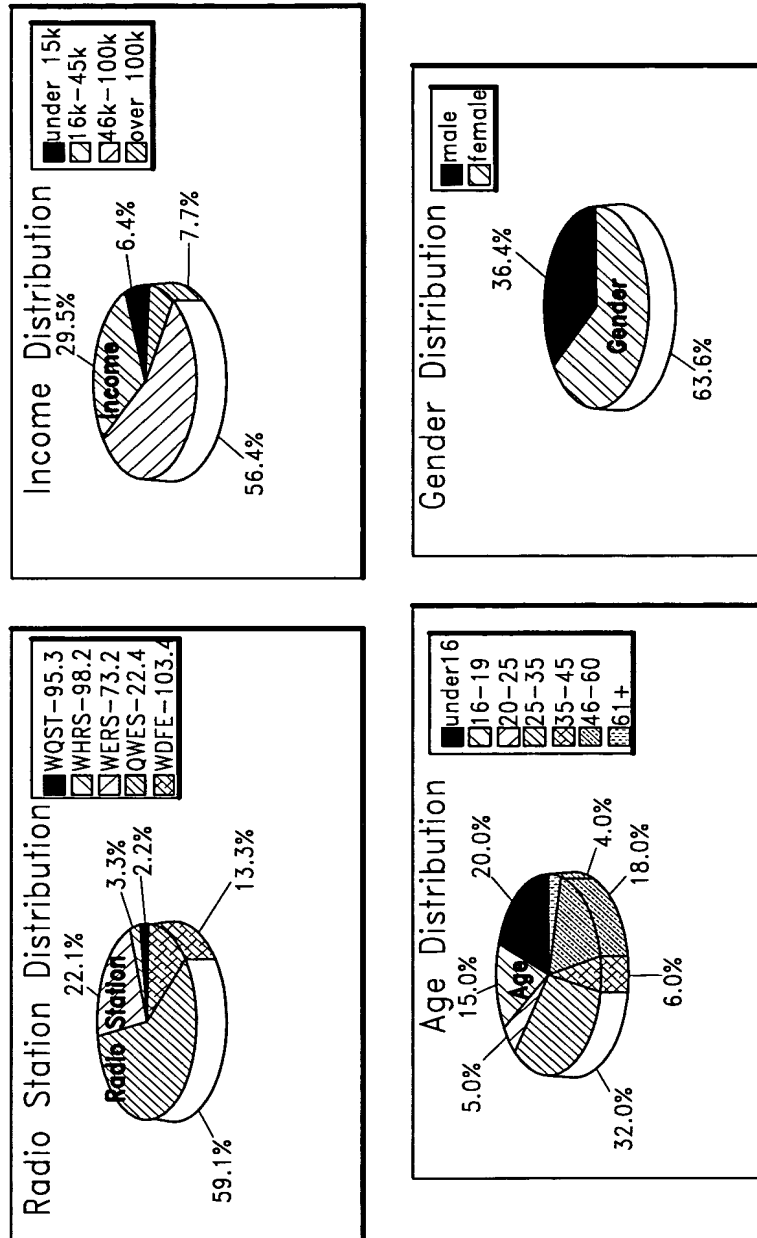 Radio Station Distribution
22.1%
3.3%
2.2%
13.3%
59.1%
Radio Station
WQST-95.3
WHRS-98.2
WERS-73.2
QWES-22.4
WDFE-103.4
Income Distribution
29.5%
6.4%
7.7%
56.4%
Income
under 15k
16k-45k
46k-100k
over 100k
Age Distribution
15.0%
20.0%
5.0%
4.0%
18.0%
6.0%
32.0%
Age
under16
16-19
20-25
25-35
35-45
46-60
61+
Gender Distribution
36.4%
63.6%
Gender
male
female